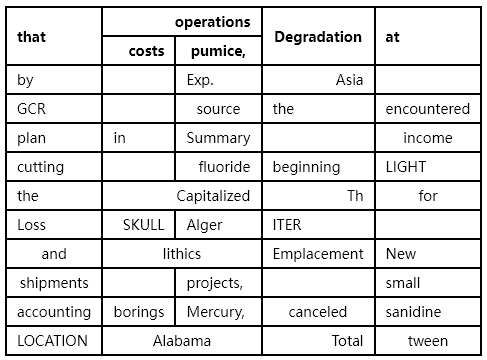 that operations Degradation at
costs pumice,
by Exp. Asia
GCR source the encountered
plan in Summary income
cutting fluoride beginning LIGHT
the Capitalized Th for
Loss SKULL Alger ITER
and lithics Emplacement New
shipments projects, small
accounting borings Mercury, canceled sanidine
LOCATION Alabama Total tween